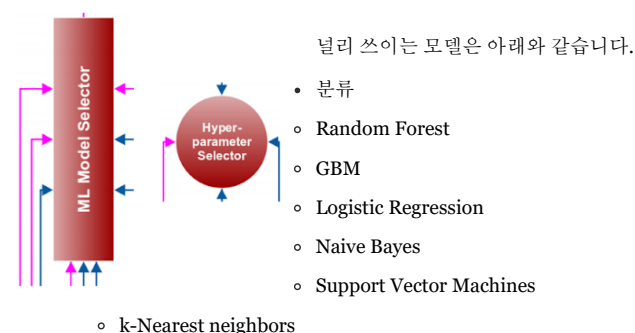 널리 쓰이는 모델은 아래와 같습니다.
분류
Random Forest
GBM
Logistic Regression
Naive Bayes
Support Vector Machines
k-Nearest neighbors
ML Model Selector
Hyper-
parameter
Selector